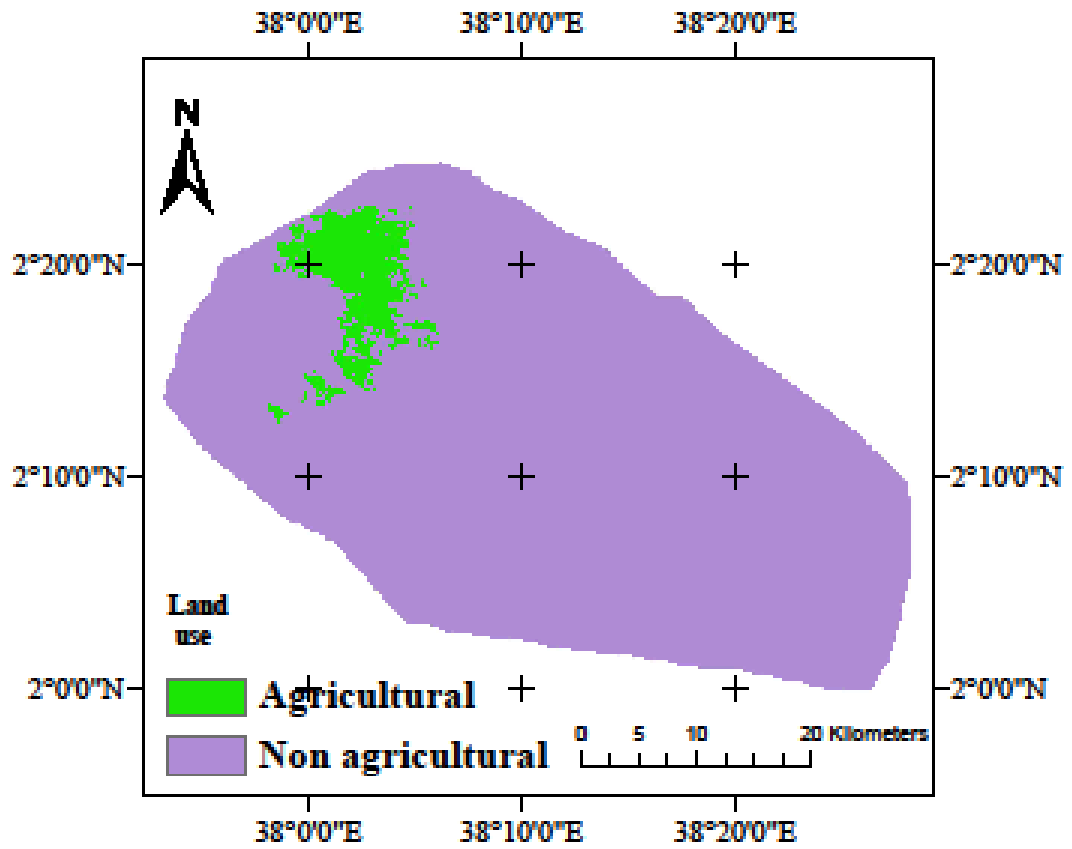 38°0'0"E 38°10'0"E 38°20'0"E
N
2°20'0"N 2°20'0"N
2°10'0"N 2°10'0"N
Land
use
2°0'0"N 2°0'0"N
Agricultural
0 5 10 20 Kilometers
Non agricultural
38°0'0"E 38°10'0"E 38°20'0"E